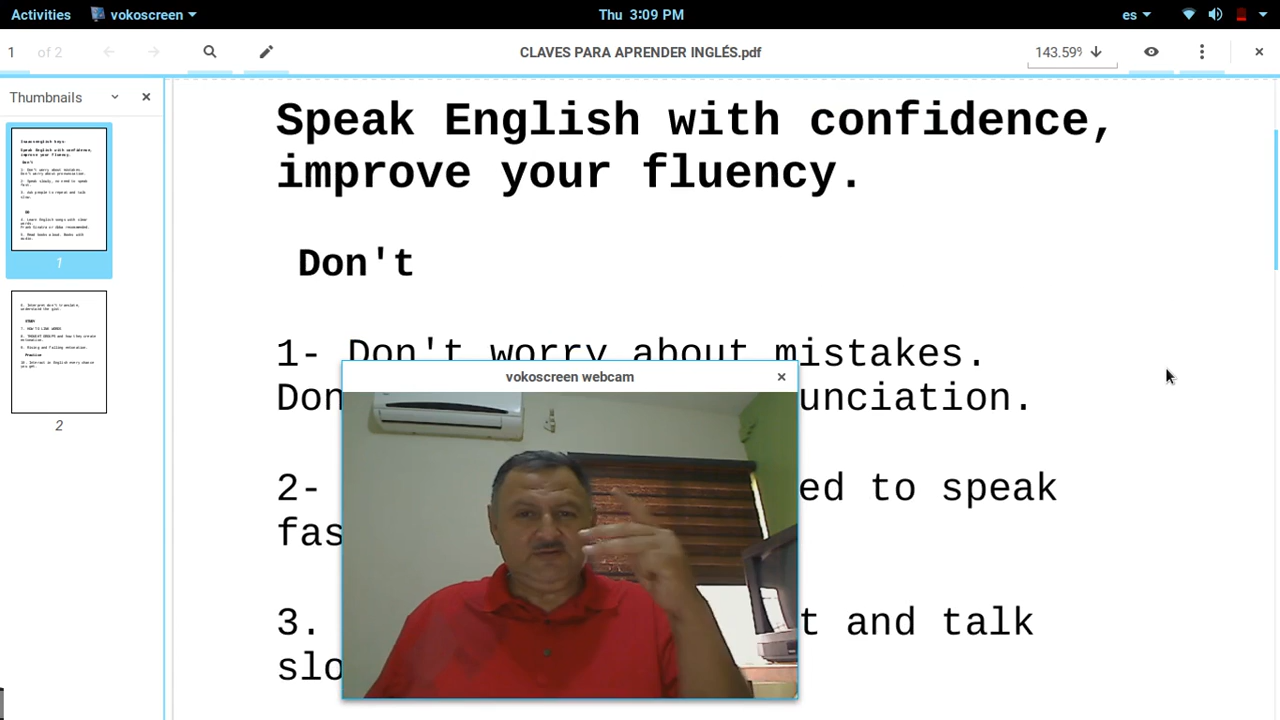 Activities vokoscreen Thu 3:09 PM es
1 of 2 CLAVES PARA APRENDER INGLÉS.pdf 143.59%
Thumbnails
1
2
Speak English with confidence,
improve your fluency.
Don't
1- Don't worry about mistakes.
Don unciation.
2- ed to speak
fas
3. t and talk
slo
vokoscreen webcam